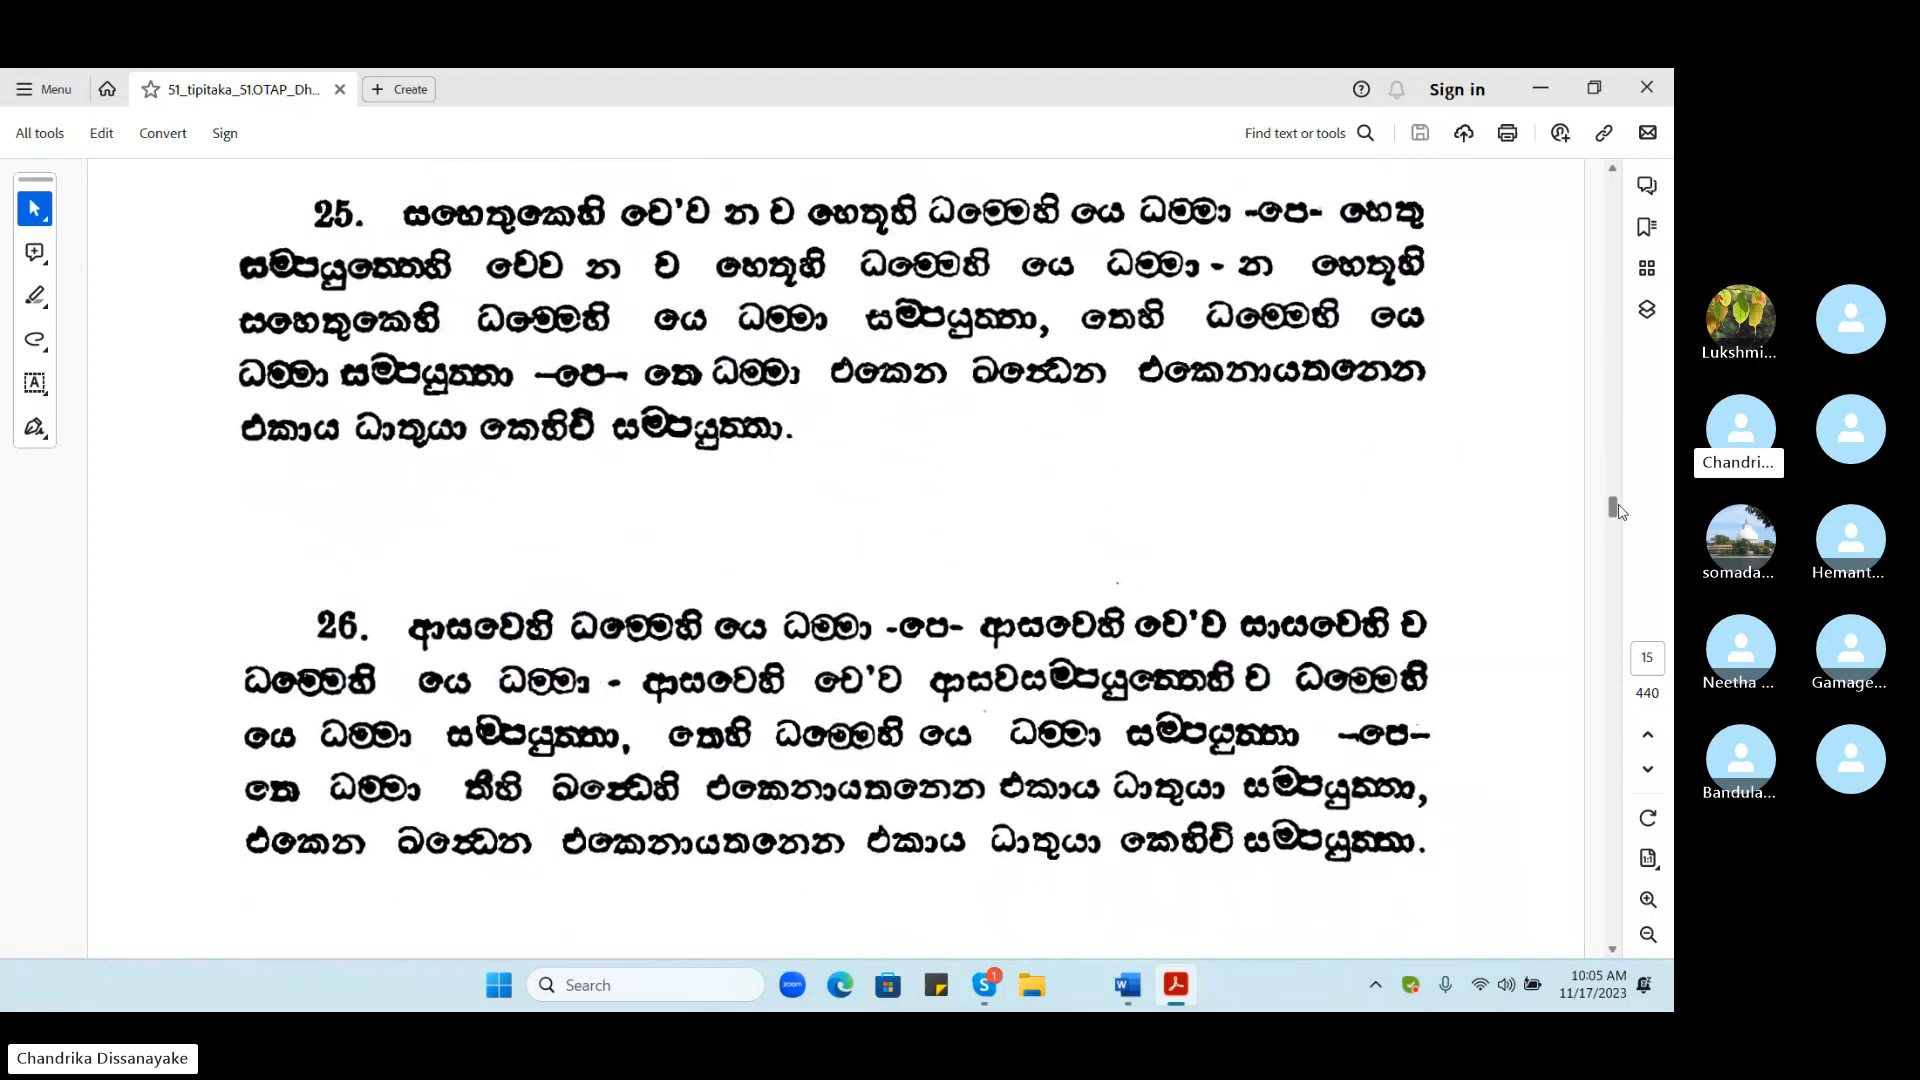 Menu
51_tipitaka_51.OTAP_Dh...
Create
Sign in
All tools
Edit
Convert
Sign
Find text or tools
25. සහෙතුකෙහි චෙ’ව න ච හෙතූහි ධම්මෙහි යෙ ධම්මා -පෙ- හෙතු
සම්පයුත්තෙහි චෙව න ච හෙතූහි ධම්මෙහි යෙ ධම්මා - න හෙතූහි
සහෙතුකෙහි ධම්මෙහි යෙ ධම්මා සම්පයුත්තා, තෙහි ධම්මෙහි යෙ
ධම්මා සම්පයුත්තා –පෙ– තෙ ධම්මා එකෙන ඛන්ධෙන එකෙනායතනෙන
එකාය ධාතුයා කෙහිචි සම්පයුත්තා.
26. ආසවෙහි ධම්මෙහි යෙ ධම්මා -පෙ- ආසවෙහි චෙ’ව සාසවෙහි ච
ධම්මෙහි යෙ ධම්මා - ආසවෙහි චෙ’ව ආසවසම්පයුත්තෙහි ච ධම්මෙහි
යෙ ධම්මා සම්පයුත්තා, තෙහි ධම්මෙහි යෙ ධම්මා සම්පයුත්තා –පෙ–
තෙ ධම්මා තීහි ඛන්ධෙහි එකෙනායතනෙන එකාය ධාතුයා සම්පයුත්තා,
එකෙන ඛන්ධෙන එකෙනායතනෙන එකාය ධාතුයා කෙහිචි සම්පයුත්තා.
15
440
Lukshmi...
Chandri...
somada...
Hemant...
Neetha ...
Gamage...
Bandula...
Search
zoom
1
10:05 AM
11/17/2023
Chandrika Dissanayake